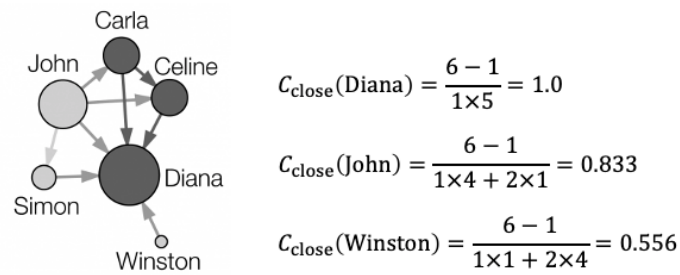 Carla
John
Celine
Diana
Simon
Winston
C_close(Diana) = (6 − 1)/(1×5) = 1.0
C_close(John) = (6 − 1)/(1×4 + 2×1) = 0.833
C_close(Winston) = (6 − 1)/(1×1 + 2×4) = 0.556